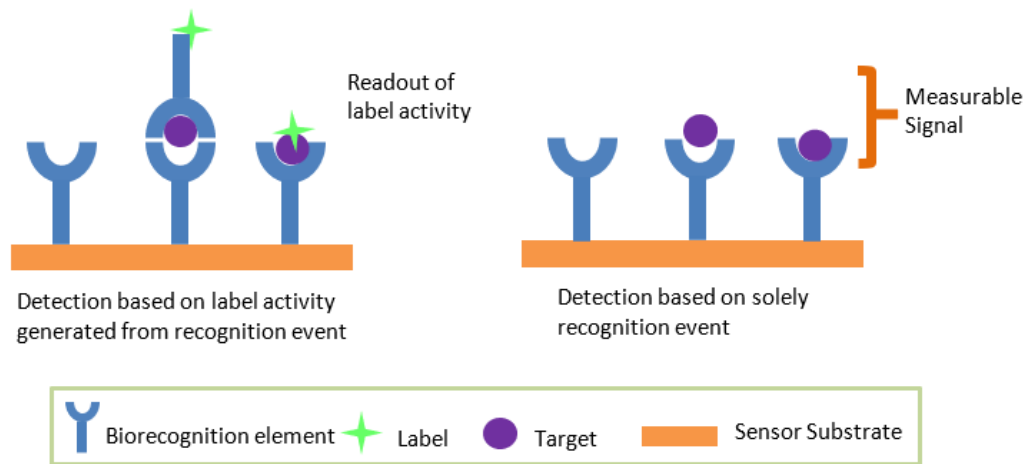 Readout of
label activity
Measurable
Signal
Detection based on label activity
generated from recognition event
Detection based on solely
recognition event
Biorecognition element
Label
Target
Sensor Substrate